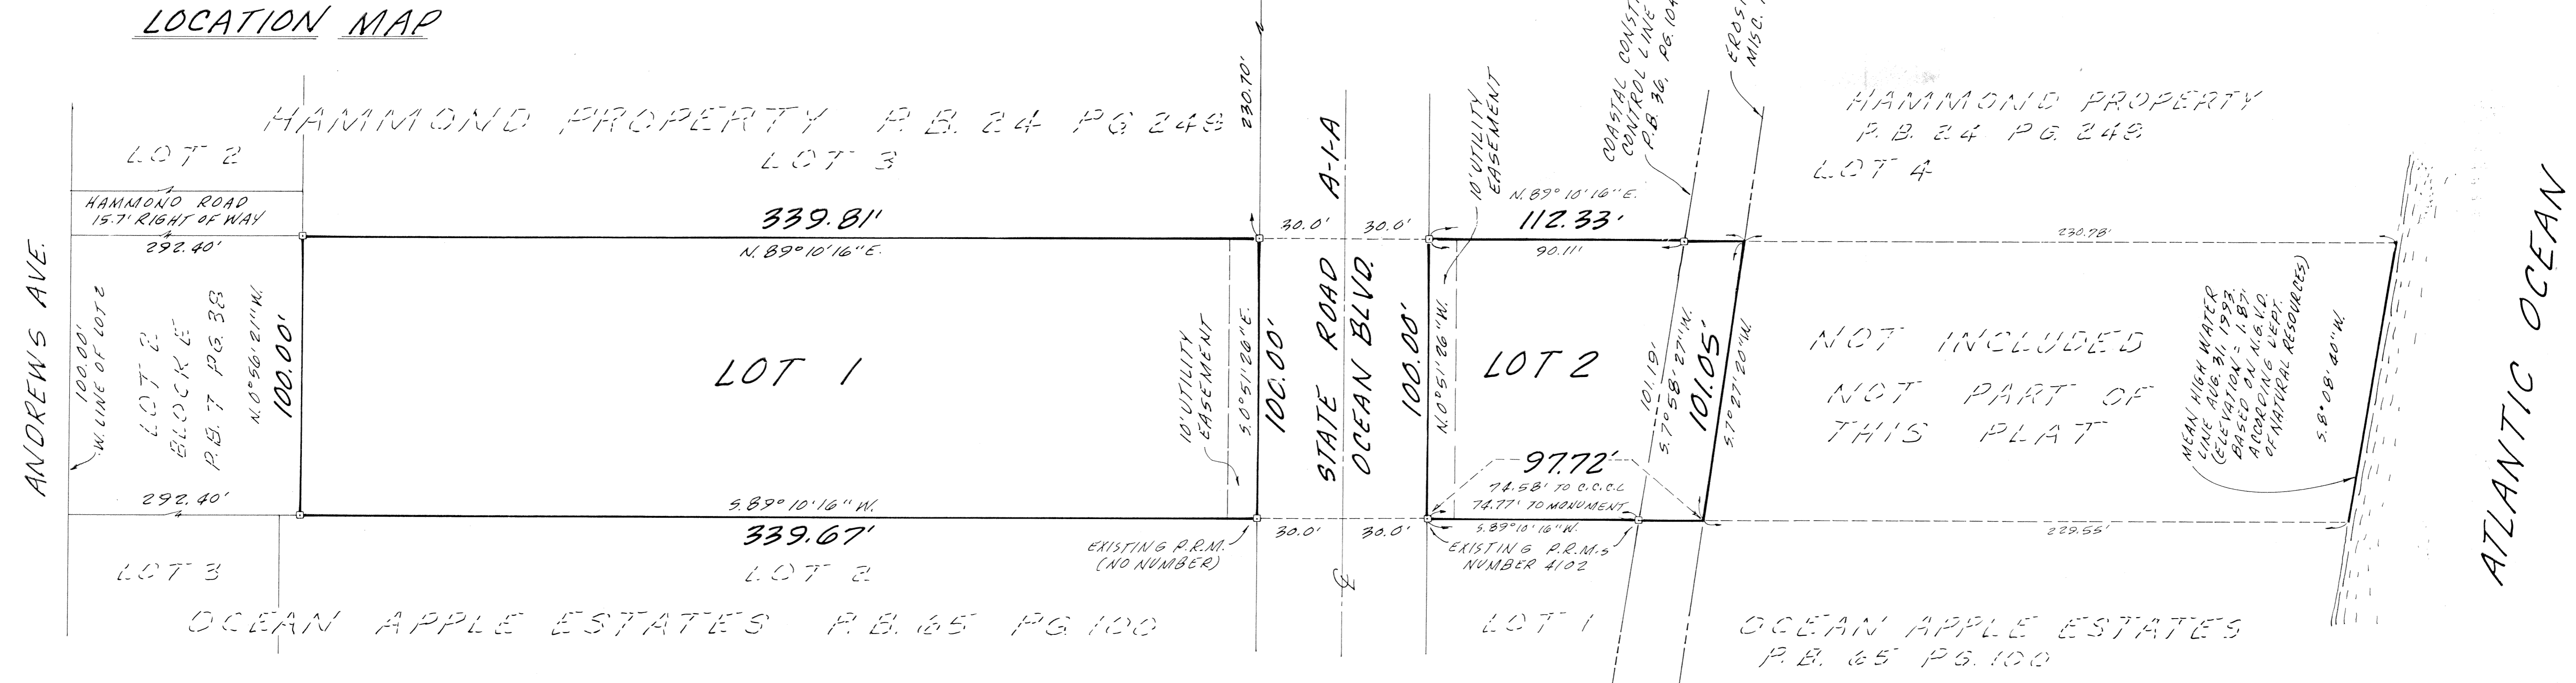 LOCATION MAP
HAMMOND PROPERTY P.B. 24 PG 248
LOT 2
LOT 3
HAMMOND ROAD
15.7' RIGHT OF WAY
292.40'
339.81'
N. 89° 10' 16" E.
230.70'
ANDREWS AVE.
100.00'
W. LINE OF LOT 2
LOT 2
BLOCK E
P.B. 7 PG. 38
N. 0° 56' 21" W.
100.00'
LOT 1
10' UTILITY
EASEMENT
S. 0° 51' 26" E.
100.00'
292.40'
S. 89° 10' 16" W.
339.67'
EXISTING P.R.M.
(NO NUMBER)
LOT 3
LOT 2
OCEAN APPLE ESTATES P.B. 65 PG. 100
STATE ROAD A-1-A
OCEAN BLVD.
30.0' 30.0'
30.0' 30.0'
℄
10' UTILITY
EASEMENT
COASTAL
CONTROL LINE
P.B. 36, PG. 104
MISC.
N. 89° 10' 16" E.
112.33'
90.11'
100.00'
N. 0° 51' 26" W.
LOT 2
101.19'
S. 7° 58' 27" W.
101.05'
S. 7° 27' 20" W.
97.72'
74.58' TO C.C.C.L
74.77' TO MONUMENT
S. 89° 10' 16" W.
EXISTING P.R.M.s
NUMBER 4102
LOT 1
HAMMOND PROPERTY
P.B. 24 PG. 248
LOT 4
230.78'
NOT INCLUDED
NOT PART OF
THIS PLAT
MEAN HIGH WATER
LINE AUG. 31, 1993
(ELEVATION = 1.87'
BASED ON N.G.V.D.
ACCORDING DEPT.
OF NATURAL RESOURCES)
S. 8° 08' 40" W.
229.55'
OCEAN APPLE ESTATES
P.B. 65 PG. 100
ATLANTIC OCEAN